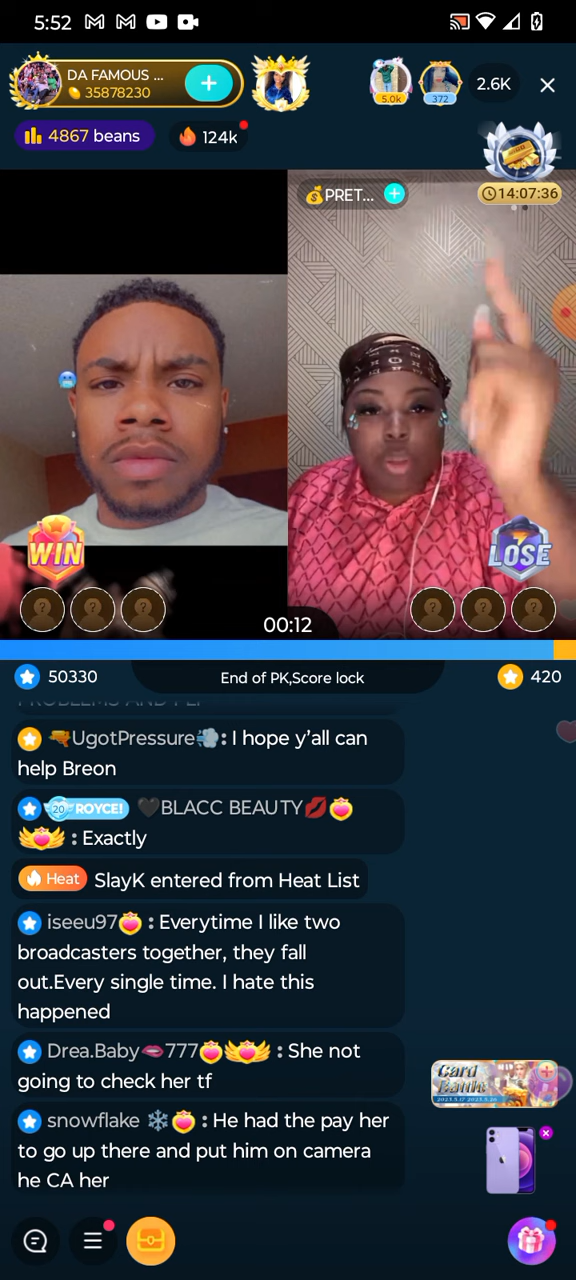 5:52
DA FAMOUS ...
35878230
5.0k
372
2.6K
4867 beans
124k
14:07:36
PRET...
WIN
LOSE
00:12
50330
End of PK,Score lock
420
UgotPressure: I hope y'all can
help Breon
20 ROYCE! BLACC BEAUTY
: Exactly
Heat SlayK entered from Heat List
iseeu97 : Everytime I like two
broadcasters together, they fall
out.Every single time. I hate this
happened
Drea.Baby 777 : She not
going to check her tf
snowflake : He had the pay her
to go up there and put him on camera
he CA her
Card
Battle